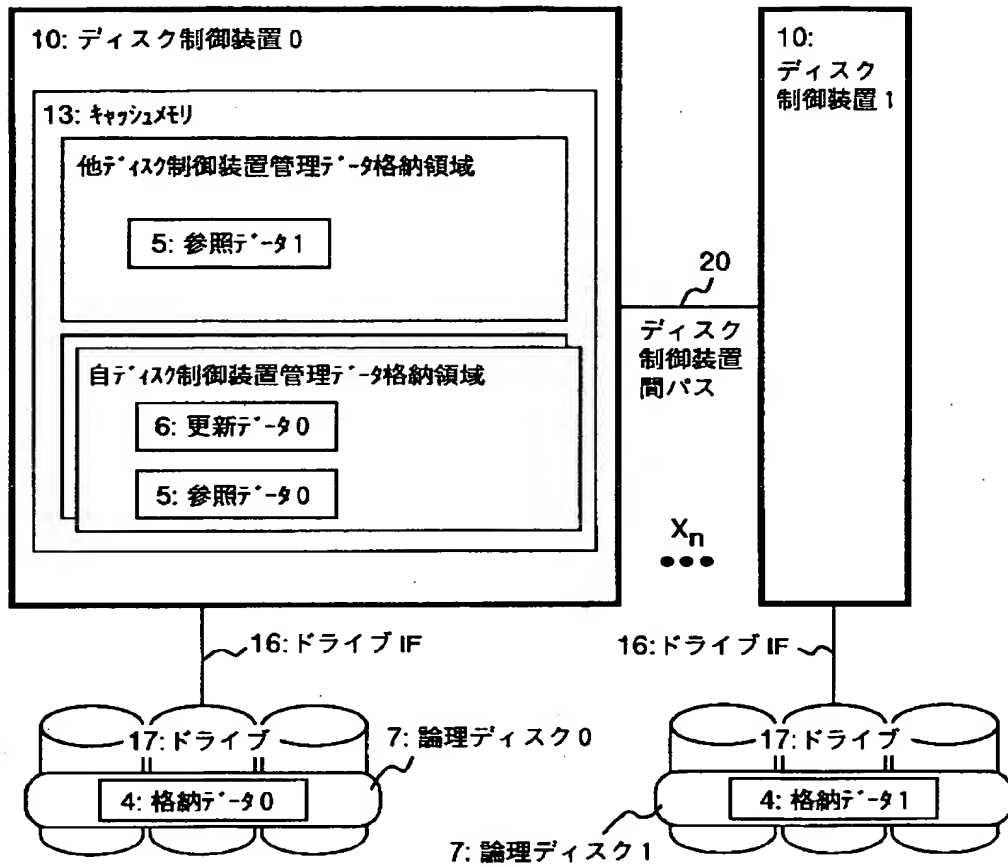 10: ディスク制御装置0
13: キャッシュメモリ
他ディスク制御装置管理データ格納領域
5: 参照データ1
自ディスク制御装置管理データ格納領域
6: 更新データ0
5: 参照データ0
20
ディスク
制御装置
間パス
Xn
•••
10:
ディスク
制御装置1
16:ドライブIF
16:ドライブIF
17:ドライブ
7: 論理ディスク0
4: 格納データ0
17:ドライブ
4: 格納データ1
7: 論理ディスク1